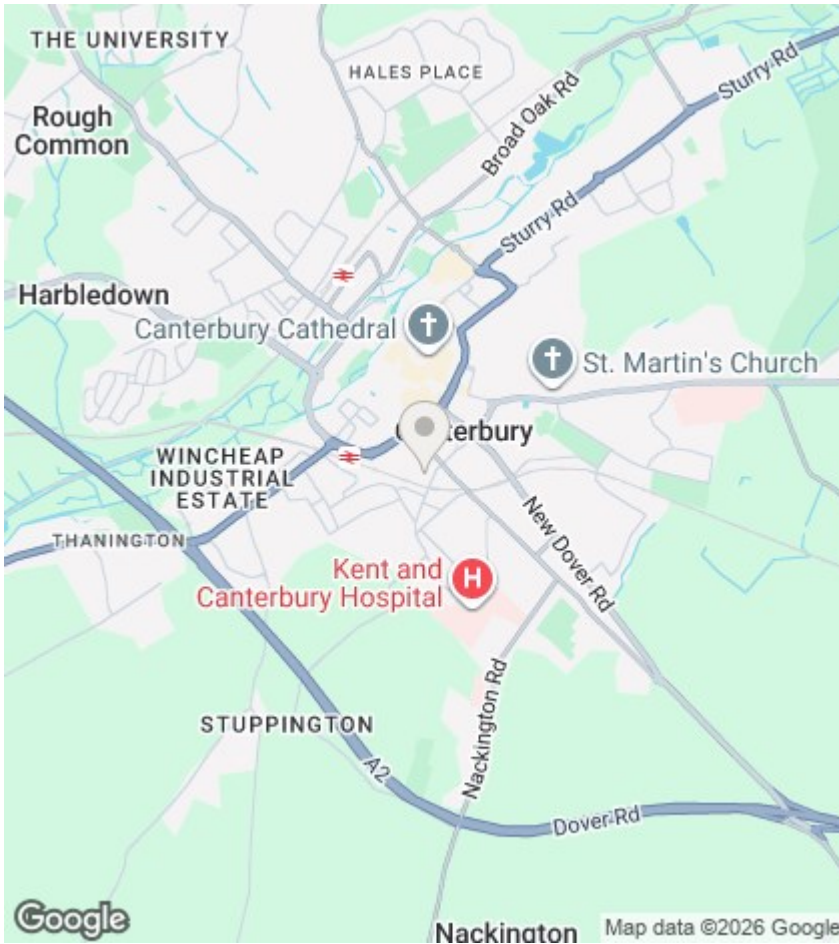 THE UNIVERSITY
HALES PLACE
Rough
Common
Broad Oak Rd
Sturry Rd
Sturry Rd
Harbledown
Canterbury Cathedral
St. Martin's Church
terbury
WINCHEAP
INDUSTRIAL
ESTATE
THANINGTON
New Dover Rd
Kent and
Canterbury Hospital
H
Nackington Rd
STUPPINGTON
A2
Dover Rd
Google
Nackington
Map data ©2026 Google